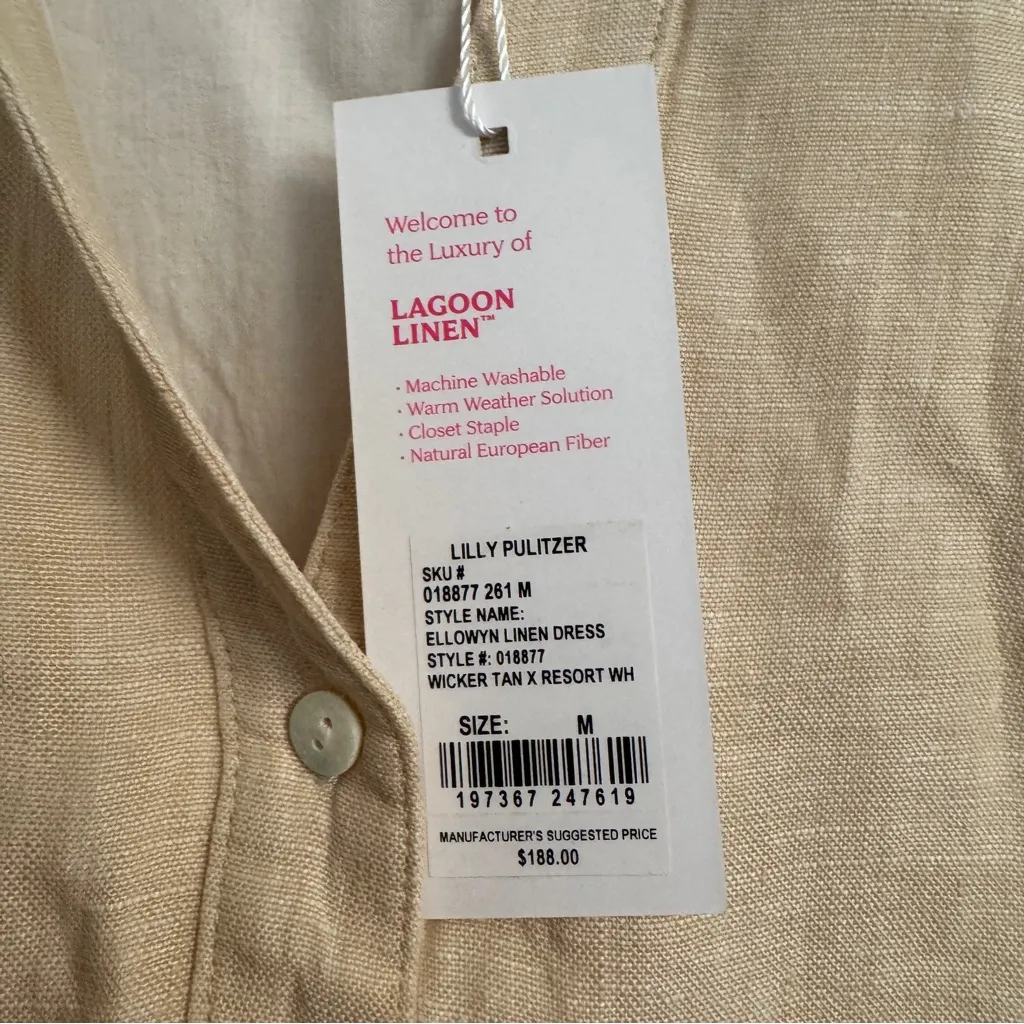 Welcome to
the Luxury of
LAGOON
LINEN™
· Machine Washable
· Warm Weather Solution
· Closet Staple
· Natural European Fiber
LILLY PULITZER
SKU #
018877 261 M
STYLE NAME:
ELLOWYN LINEN DRESS
STYLE #: 018877
WICKER TAN X RESORT WH
SIZE: M
197367 247619
MANUFACTURER'S SUGGESTED PRICE
$188.00